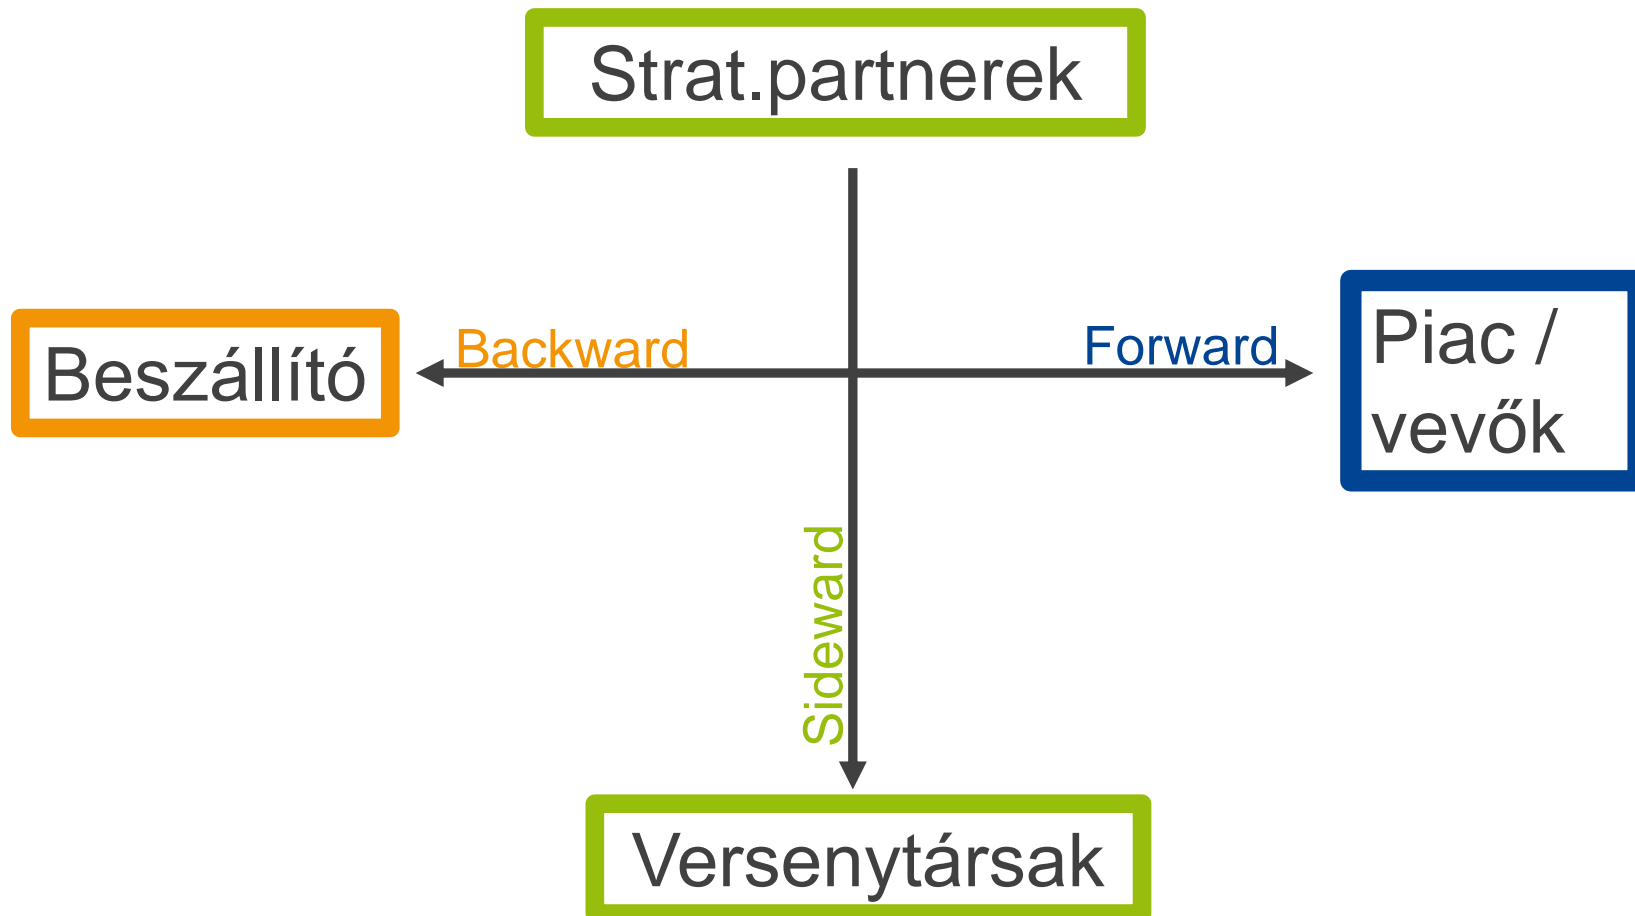 Strat.partnerek
Beszállító
Backward
Forward
Piac /
vevők
Sideward
Versenytársak